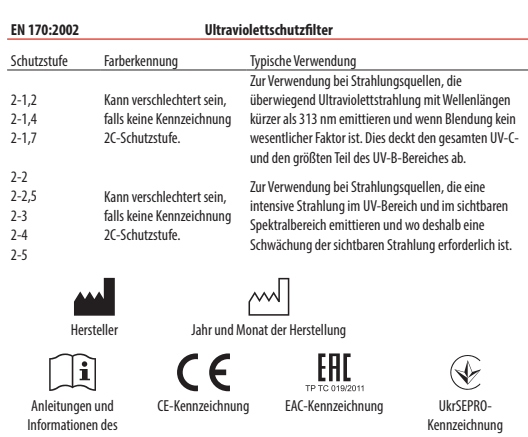 EN 170:2002 Ultraviolettschutzfilter
Schutzstufe Farberkennung Typische Verwendung
2-1,2
2-1,4
2-1,7
Kann verschlechtert sein,
falls keine Kennzeichnung
2C-Schutzstufe.
Zur Verwendung bei Strahlungsquellen, die
überwiegend Ultraviolettstrahlung mit Wellenlängen
kürzer als 313 nm emittieren und wenn Blendung kein
wesentlicher Faktor ist. Dies deckt den gesamten UV-C-
und den größten Teil des UV-B-Bereiches ab.
2-2
2-2,5
2-3
2-4
2-5
Kann verschlechtert sein,
falls keine Kennzeichnung
2C-Schutzstufe.
Zur Verwendung bei Strahlungsquellen, die eine
intensive Strahlung im UV-Bereich und im sichtbaren
Spektralbereich emittieren und wo deshalb eine
Schwächung der sichtbaren Strahlung erforderlich ist.
Hersteller
Jahr und Monat der Herstellung
i
Anleitungen und
Informationen des
CE
CE-Kennzeichnung
EAC
TP TC 019/2011
EAC-Kennzeichnung
UkrSEPRO-
Kennzeichnung